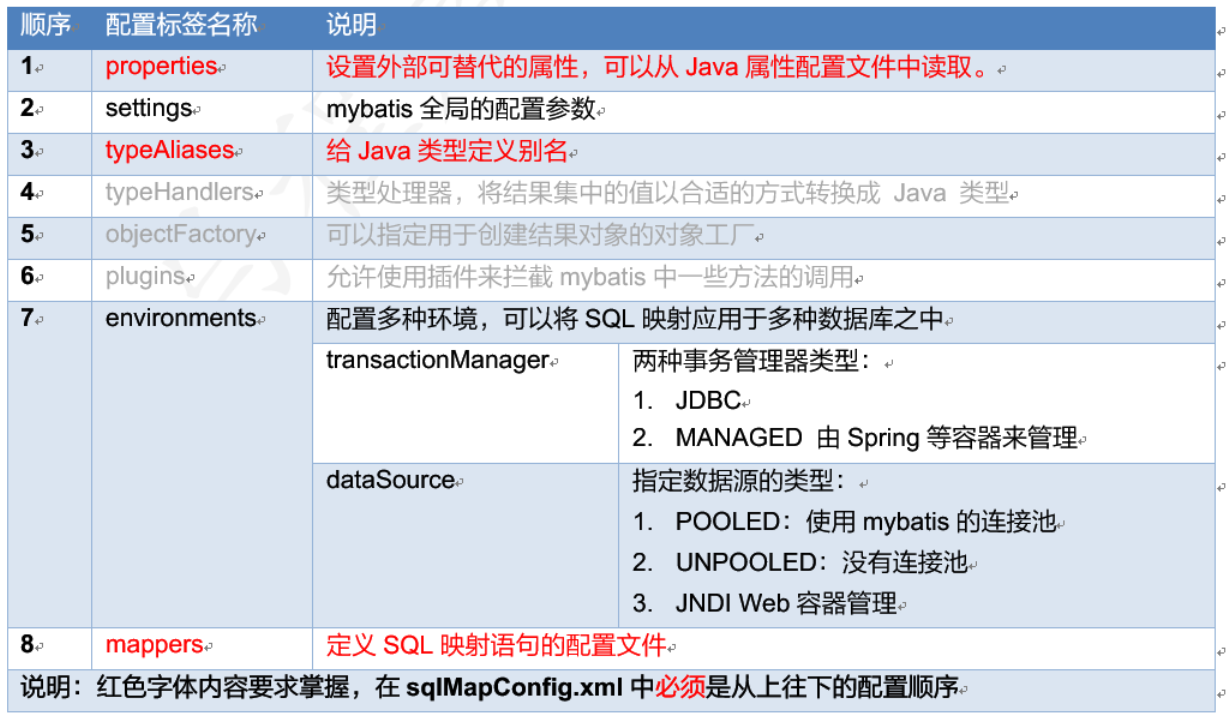 顺序 配置标签名称 说明
1 properties 设置外部可替代的属性，可以从 Java 属性配置文件中读取。
2 settings mybatis 全局的配置参数
3 typeAliases 给 Java 类型定义别名
4 typeHandlers 类型处理器，将结果集中的值以合适的方式转换成 Java 类型
5 objectFactory 可以指定用于创建结果对象的对象工厂
6 plugins 允许使用插件来拦截 mybatis 中一些方法的调用
7 environments 配置多种环境，可以将 SQL 映射应用于多种数据库之中
transactionManager 两种事务管理器类型：
1. JDBC
2. MANAGED 由 Spring 等容器来管理
dataSource 指定数据源的类型：
1. POOLED：使用 mybatis 的连接池
2. UNPOOLED：没有连接池
3. JNDI Web 容器管理
8 mappers 定义 SQL 映射语句的配置文件
说明：红色字体内容要求掌握，在 sqlMapConfig.xml 中必须是从上往下的配置顺序